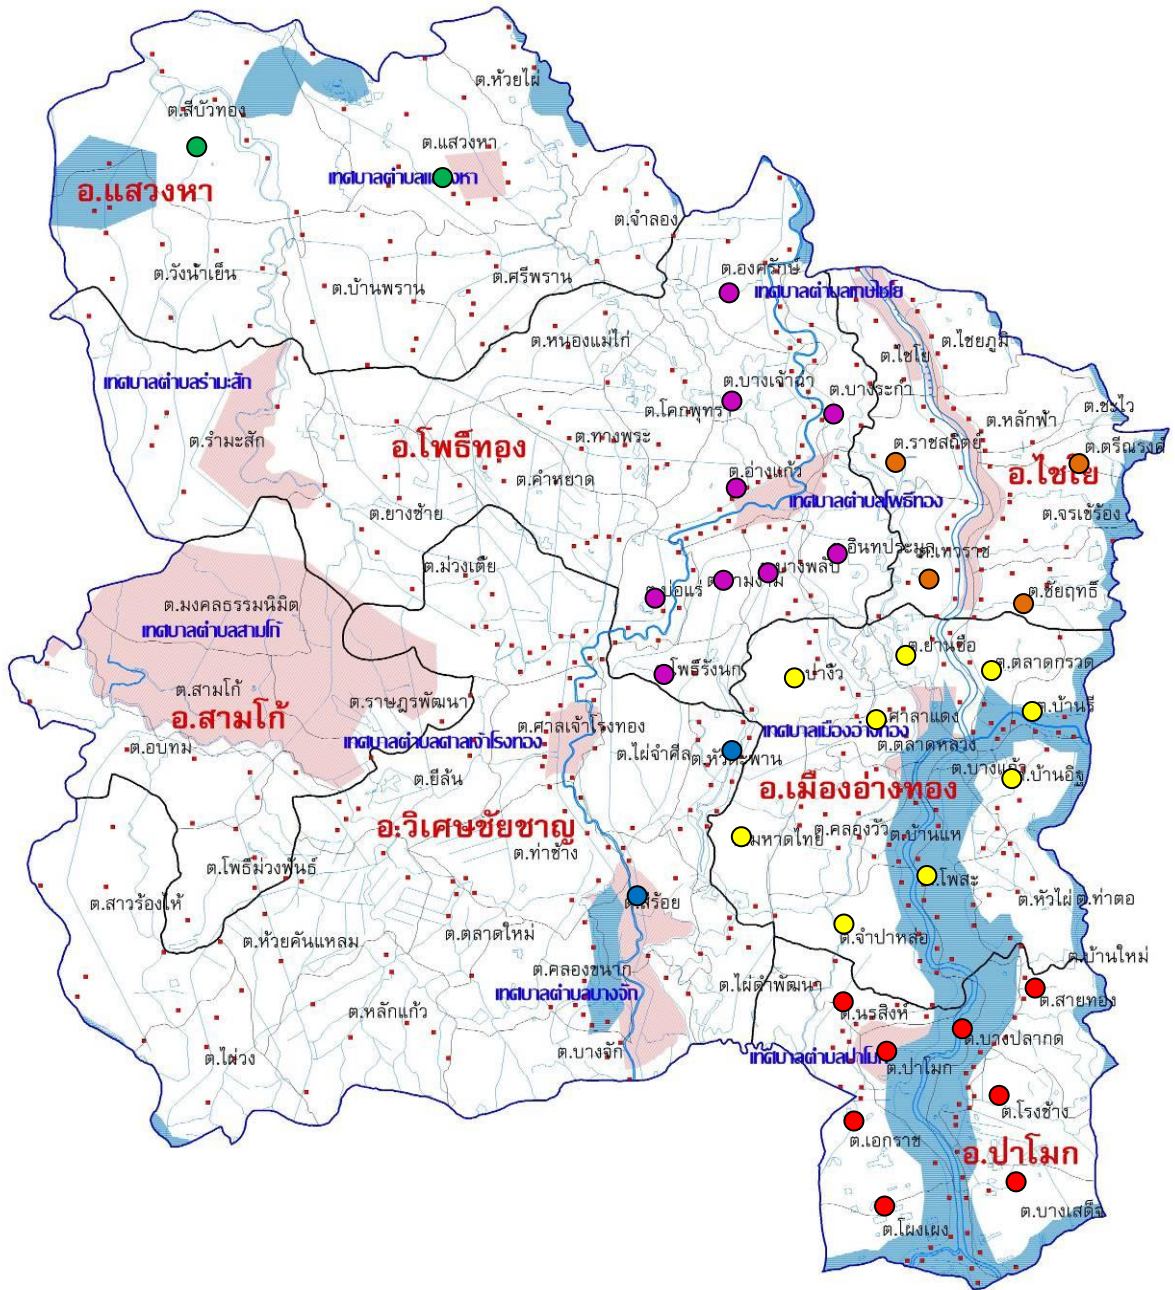 ต.ห้วยไผ่
ต.สีบัวทอง
ต.แสวงหา
อ.แสวงหา
ต.จำลอง
ต.วังน้ำเย็น
ต.บ้านพราน
ต.ศรีพราน
ต.องครักษ์
เทศบาลตำบลเกษไชโย
ต.หนองแม่ไก่
ต.ไชโย
ต.ไชยภูมิ
เทศบาลตำบลรำมะสัก
ต.บางเจ้าฉ่า
ต.บางระกำ
ต.โคกพุทรา
ต.ชะไว
ต.หลักฟ้า
ต.รำมะสัก
อ.โพธิ์ทอง
ต.ทางพระ
ต.ราชสถิตย์
ต.ตรีณรงค์
อ.ไชโย
ต.คำหยาด
ต.อ่างแก้ว
เทศบาลตำบลโพธิ์ทอง
ต.ยางช้าย
ต.จรเข้ร้อง
ต.ม่วงเตี้ย
อินทประมูล
ต.เทวราช
บางพลับ
ต.บ่อแร่
ต.ชัยฤทธิ์
ต.มงคลธรรมนิมิต
เทศบาลตำบลสามโก้
ต.ย่านซื่อ
ต.ตลาดกรวด
โพธิ์รังนก
ป่างิ้ว
ต.สามโก้
ต.ราษฎรพัฒนา
อ.สามโก้
ต.บ้านรี
ต.ศาลเจ้าโรงทอง
ศาลาแดง
เทศบาลเมืองอ่างทอง
เทศบาลตำบลศาลเจ้าโรงทอง
ต.อบทม
ต.ไผ่จำศีล
ต.ตลาดหลวง
ต.ยี่ล้น
อ.เมืองอ่างทอง
ต.บางแก้ว
ต.บ้านอิฐ
อ.วิเศษชัยชาญ
ต.คลองวัว
ต.บ้านแห
มหาดไทย
ต.ท่าช้าง
ต.โพธิ์ม่วงพันธ์
ต.โพสะ
ต.สาวร้องไห้
ต.สี่ร้อย
ต.หัวไผ่
ต.ท่าตอ
ต.ห้วยคันแหลม
ต.ตลาดใหม่
ต.จำปาหล่อ
ต.บ้านใหม่
ต.คลองขนาก
ต.ไผ่ดำพัฒนา
เทศบาลตำบลบางจัก
ต.หลักแก้ว
ต.นรสิงห์
ต.สายทอง
ต.บางปลากด
ต.ไผ่วง
ต.บางจัก
เทศบาลตำบลป่าโมก
ต.ป่าโมก
ต.โรงช้าง
ต.เอกราช
อ.ป่าโมก
ต.บางเสด็จ
ต.โผงเผง